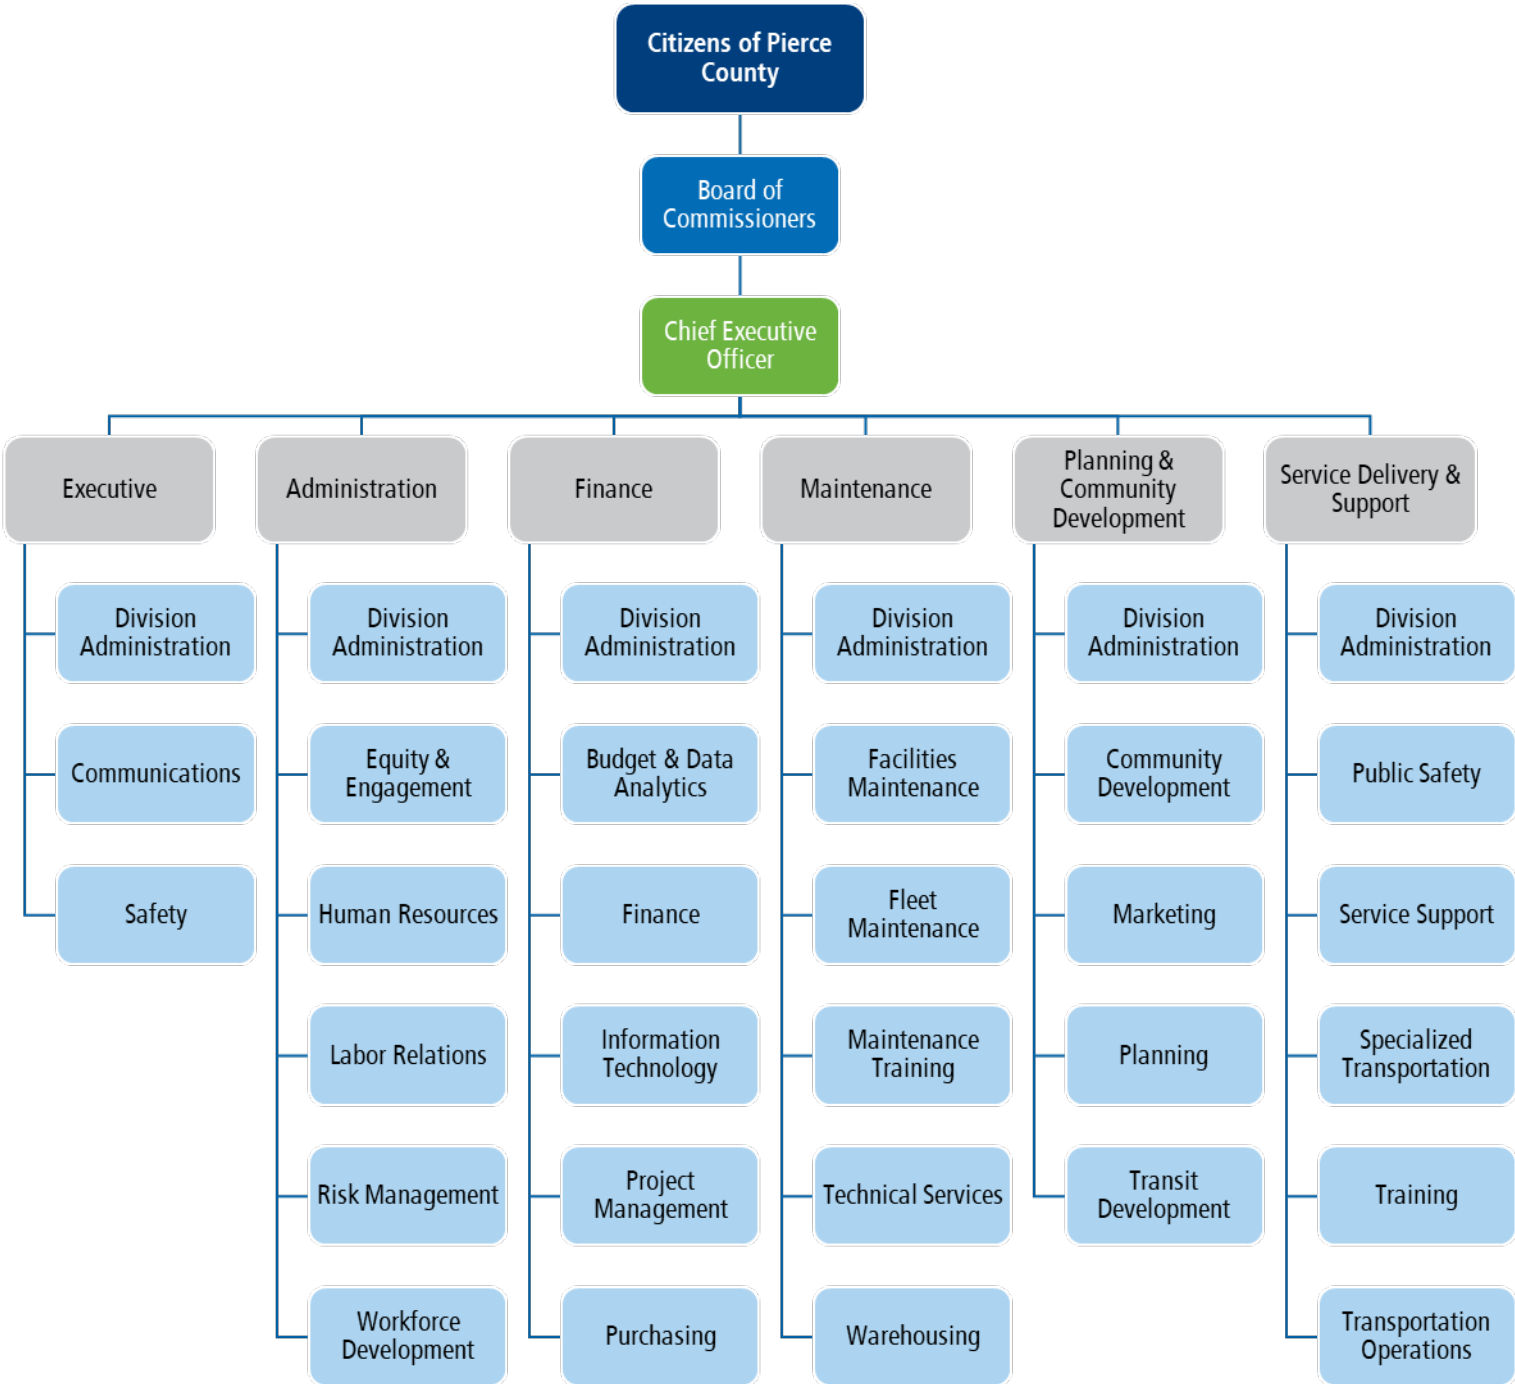 Citizens of Pierce
County
Board of
Commissioners
Chief Executive
Officer
Executive
Division
Administration
Communications
Safety
Administration
Division
Administration
Equity &
Engagement
Human Resources
Labor Relations
Risk Management
Workforce
Development
Finance
Division
Administration
Budget & Data
Analytics
Finance
Information
Technology
Project
Management
Purchasing
Maintenance
Division
Administration
Facilities
Maintenance
Fleet
Maintenance
Maintenance
Training
Technical Services
Warehousing
Planning &
Community
Development
Division
Administration
Community
Development
Marketing
Planning
Transit
Development
Service Delivery &
Support
Division
Administration
Public Safety
Service Support
Specialized
Transportation
Training
Transportation
Operations